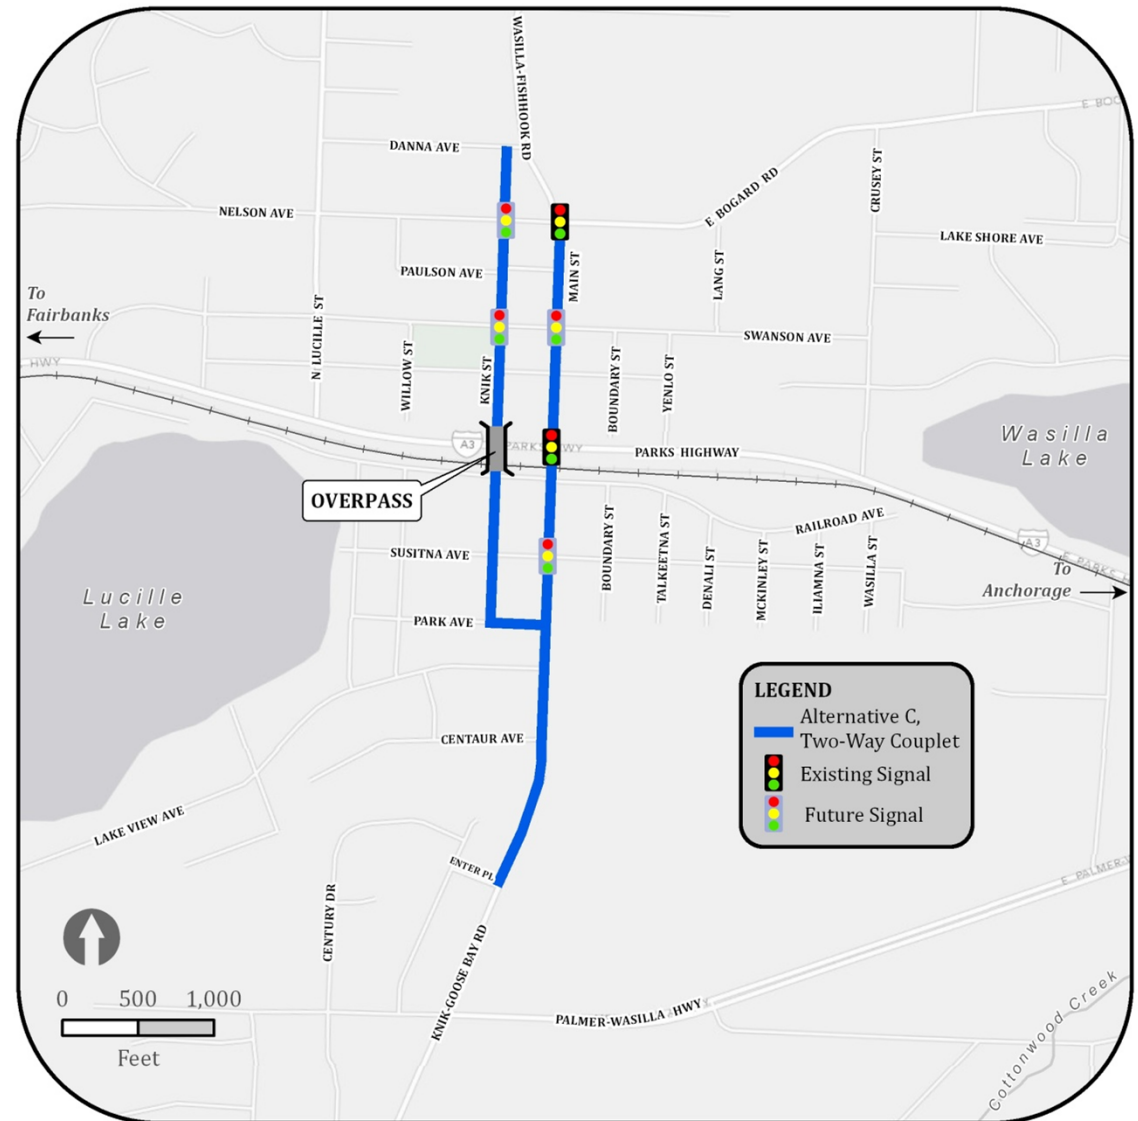 WASILLA-FISHHOOK RD
E BOG
DANNA AVE
CRUSEY ST
E BOGARD RD
NELSON AVE
LAKE SHORE AVE
MAIN ST
LANG ST
PAULSON AVE
To
Fairbanks
N LUCILLE ST
SWANSON AVE
WILLOW ST
KNIK ST
BOUNDARY ST
YENLO ST
HWY
A3
PARKS HWY
PARKS HIGHWAY
Wasilla
Lake
OVERPASS
RAILROAD AVE
A3
E PARKS H
SUSITNA AVE
BOUNDARY ST
TALKEETNA ST
DENALI ST
MCKINLEY ST
ILIAMNA ST
WASILLA ST
To
Anchorage
Lucille
Lake
PARK AVE
LEGEND
Alternative C,
Two-Way Couplet
Existing Signal
Future Signal
CENTAUR AVE
LAKE VIEW AVE
ENTER PL
E PALMER-W
CENTURY DR
KNIK-GOOSE BAY RD
0 500 1,000
Feet
PALMER-WASILLA HWY
Cottonwood Creek